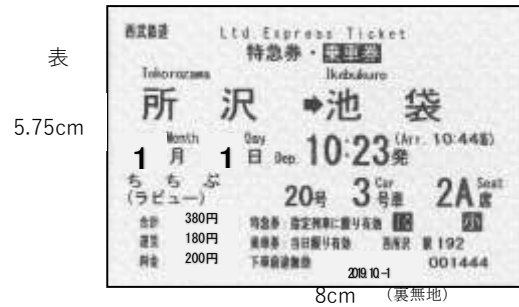 西武鉄道 Ltd.Express Ticket
特急券・乗車券
表
Tokorozawa Ikebukuro
所 沢 ➡池 袋
5.75cm
Month Day (Arr. 10:44着)
1月 1日 Dep. 10:23発
ちちぶ
(ラビュー) 20号 3 Car 号車 2A Seat 席
合計 380円 特急券:指定列車に限り有効 小
運賃 180円 乗車券:当日限り有効 西所沢 駅192
料金 200円 下車前途無効 001444
2019.10.-1
8cm (裏無地)